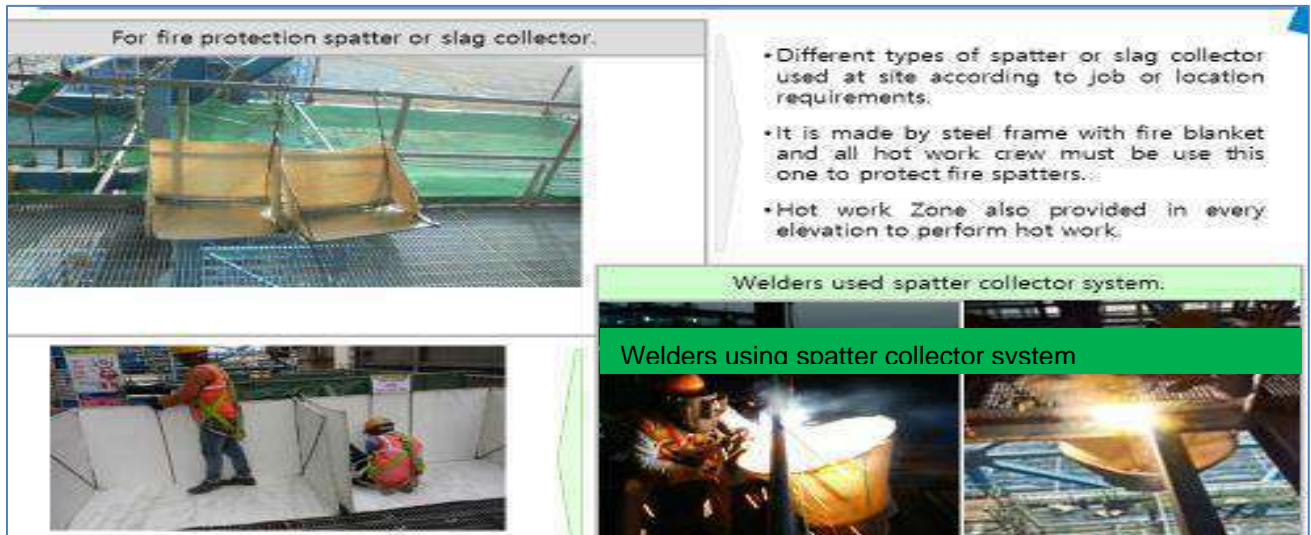 For fire protection spatter or slag collector.
• Different types of spatter or slag collector
used at site according to job or location
requirements.
• It is made by steel frame with fire blanket
and all hot work crew must be use this
one to protect fire spatters.
• Hot work Zone also provided in every
elevation to perform hot work.
Welders used spatter collector system.
Welders using spatter collector system